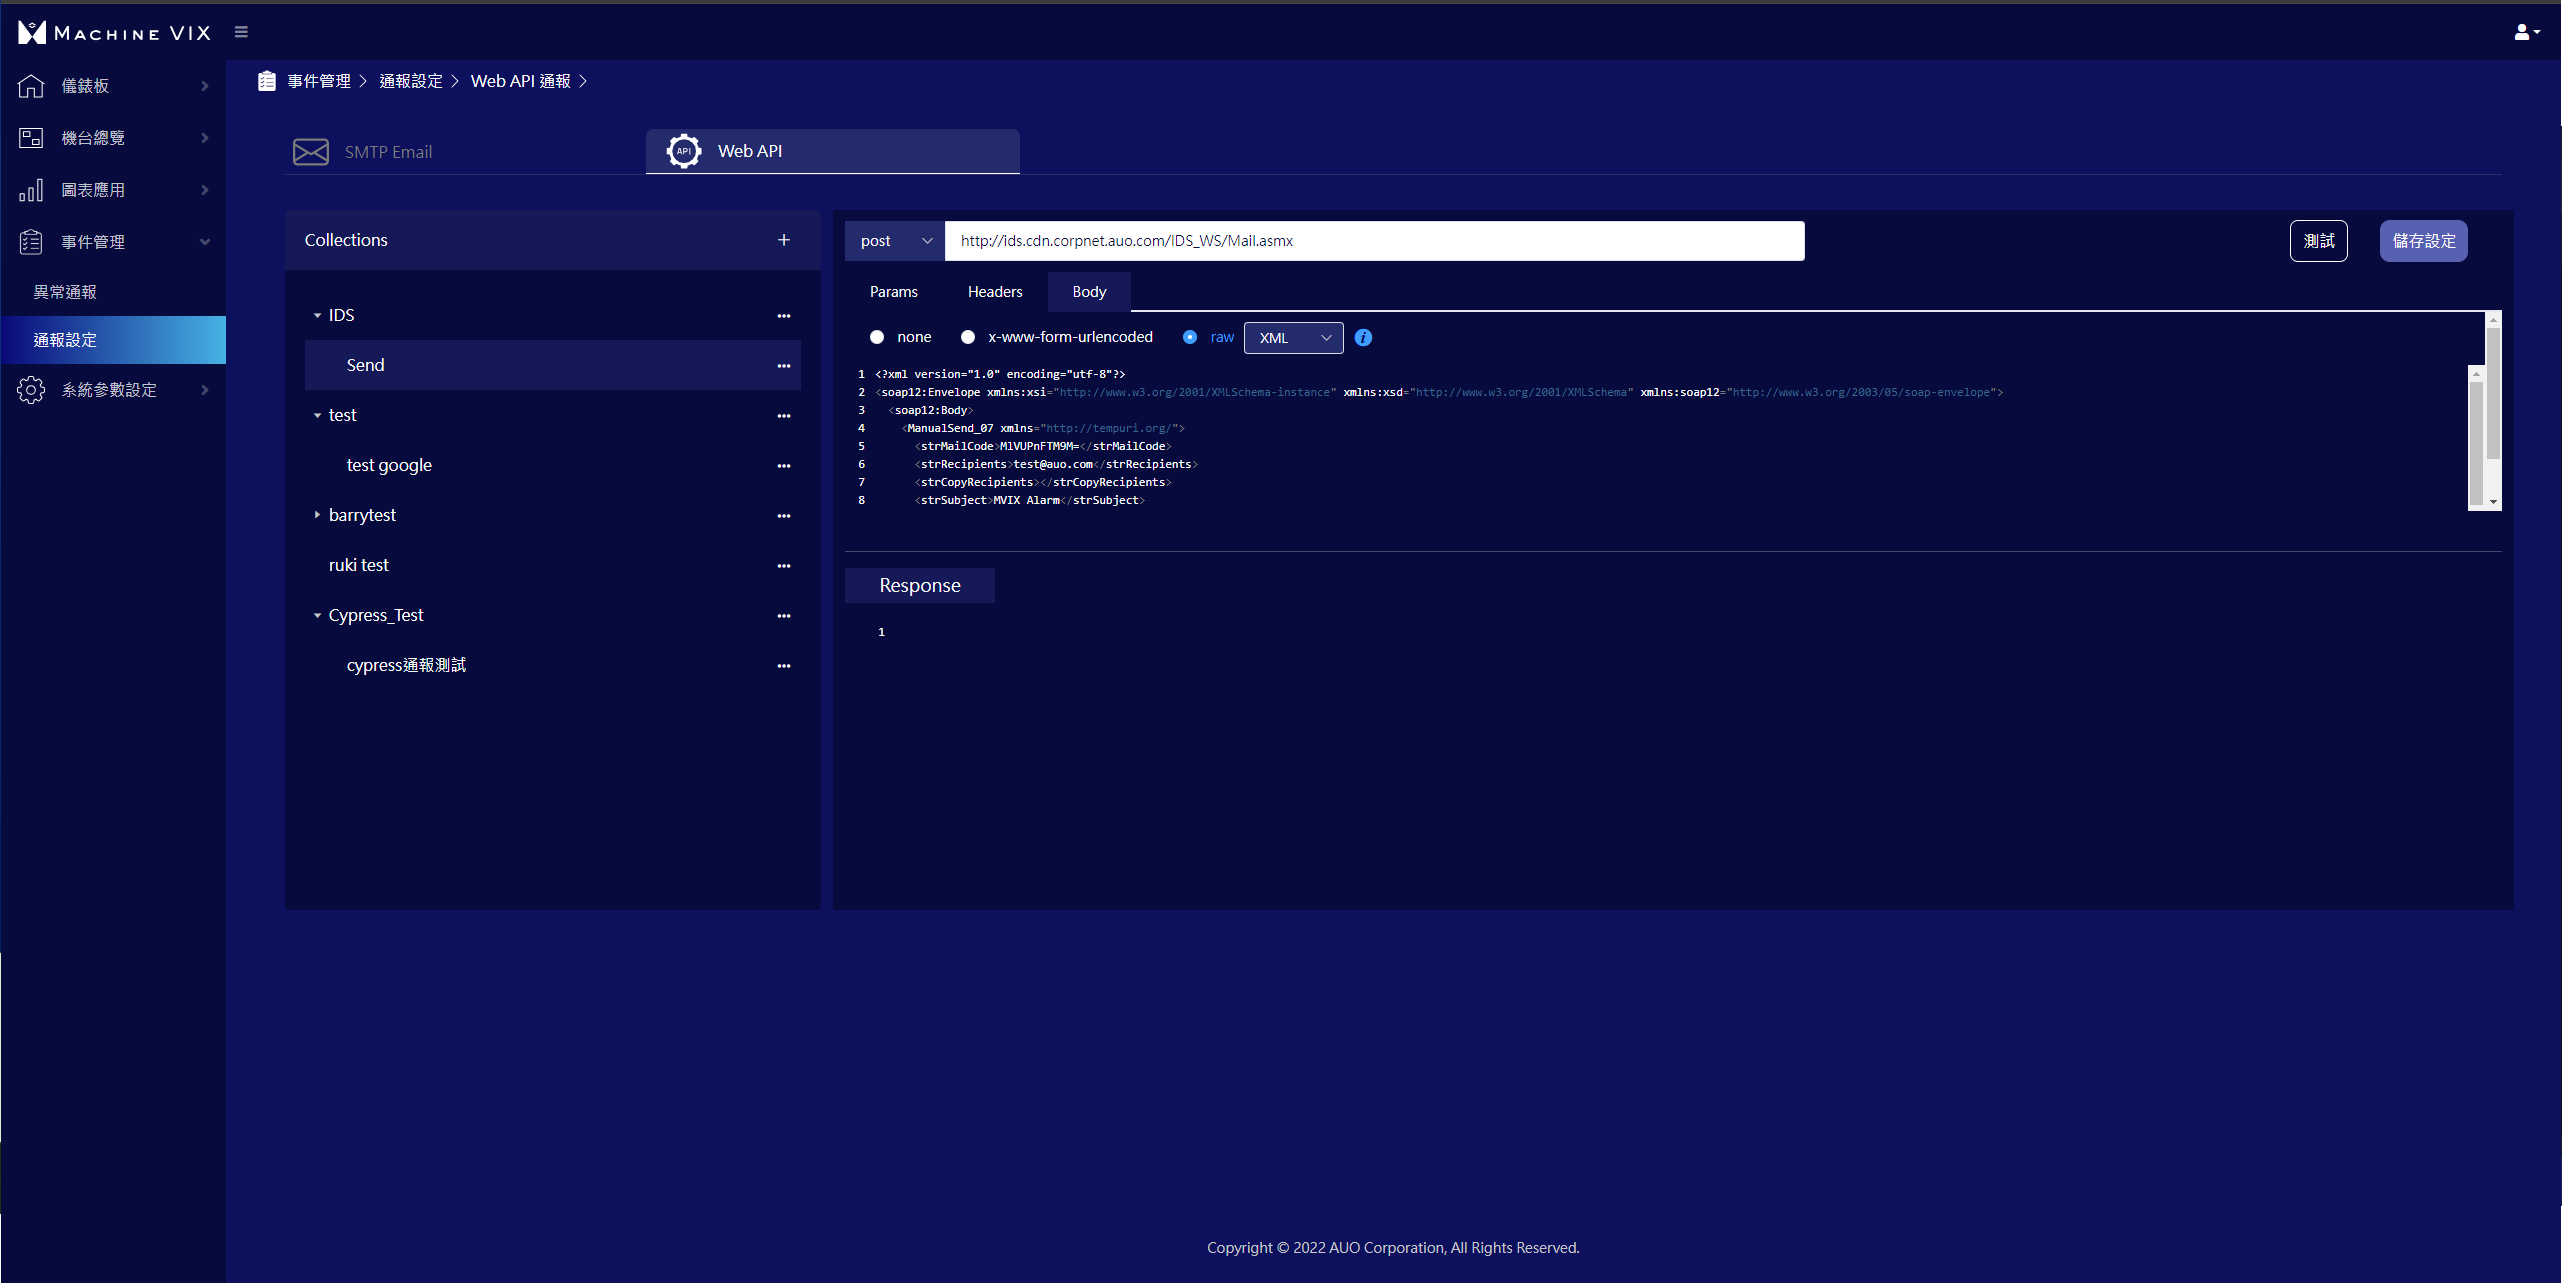 MACHINE VIX
儀錶板
機台總覽
圖表應用
事件管理
異常通報
通報設定
系統參數設定
事件管理 > 通報設定 > Web API 通報 >
SMTP Email
API
Web API
Collections +
IDS
Send
test
test google
barrytest
ruki test
Cypress_Test
cypress通報測試
post http://ids.cdn.corpnet.auo.com/IDS_WS/Mail.asmx 測試 儲存設定
Params Headers Body
none x-www-form-urlencoded raw XML i
1 <?xml version="1.0" encoding="utf-8"?>
2 <soap12:Envelope xmlns:xsi="http://www.w3.org/2001/XMLSchema-instance" xmlns:xsd="http://www.w3.org/2001/XMLSchema" xmlns:soap12="http://www.w3.org/2003/05/soap-envelope">
3 <soap12:Body>
4 <ManualSend_07 xmlns="http://tempuri.org/">
5 <strMailCode>MlVUPnFTM9M=</strMailCode>
6 <strRecipients>test@auo.com</strRecipients>
7 <strCopyRecipients></strCopyRecipients>
8 <strSubject>MVIX Alarm</strSubject>
Response
1
Copyright © 2022 AUO Corporation, All Rights Reserved.